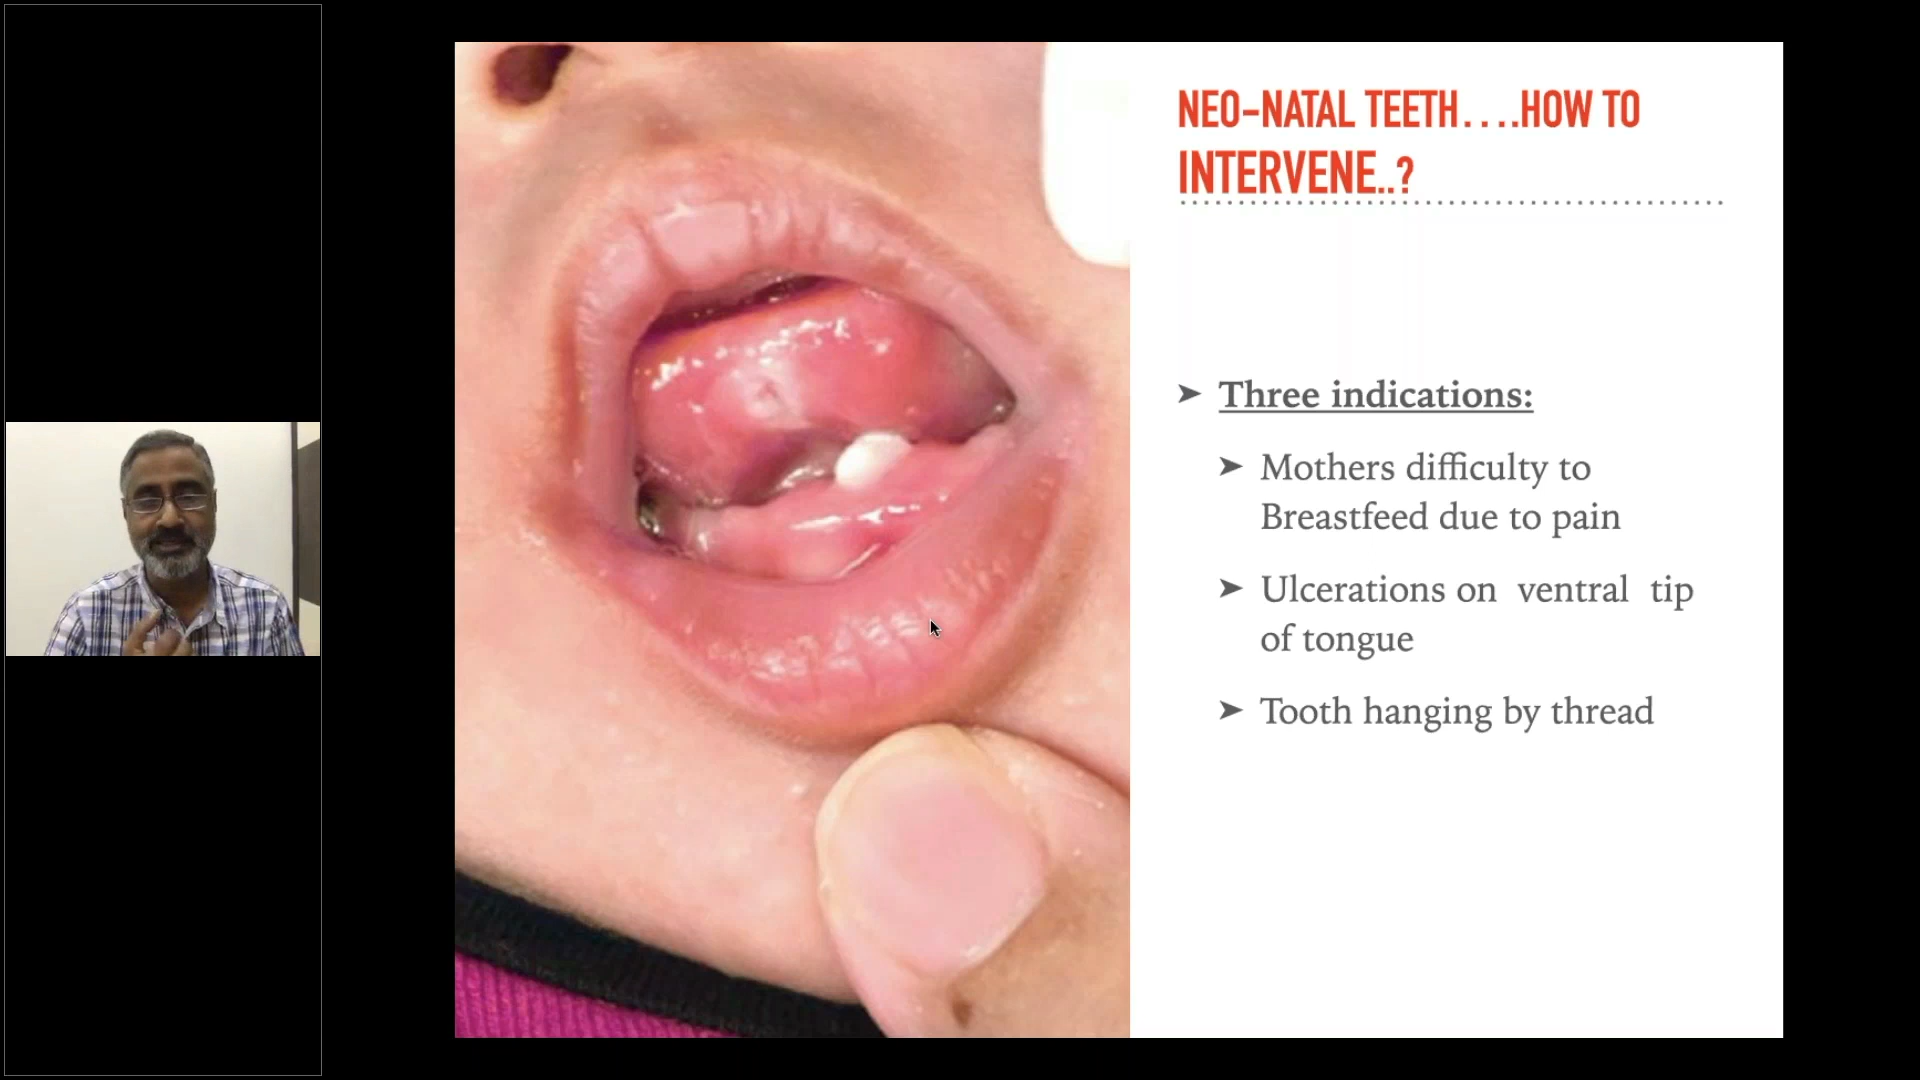 NEO-NATAL TEETH....HOW TO
INTERVENE..?
Three indications:
Mothers difficulty to
Breastfeed due to pain
Ulcerations on ventral tip
of tongue
Tooth hanging by thread